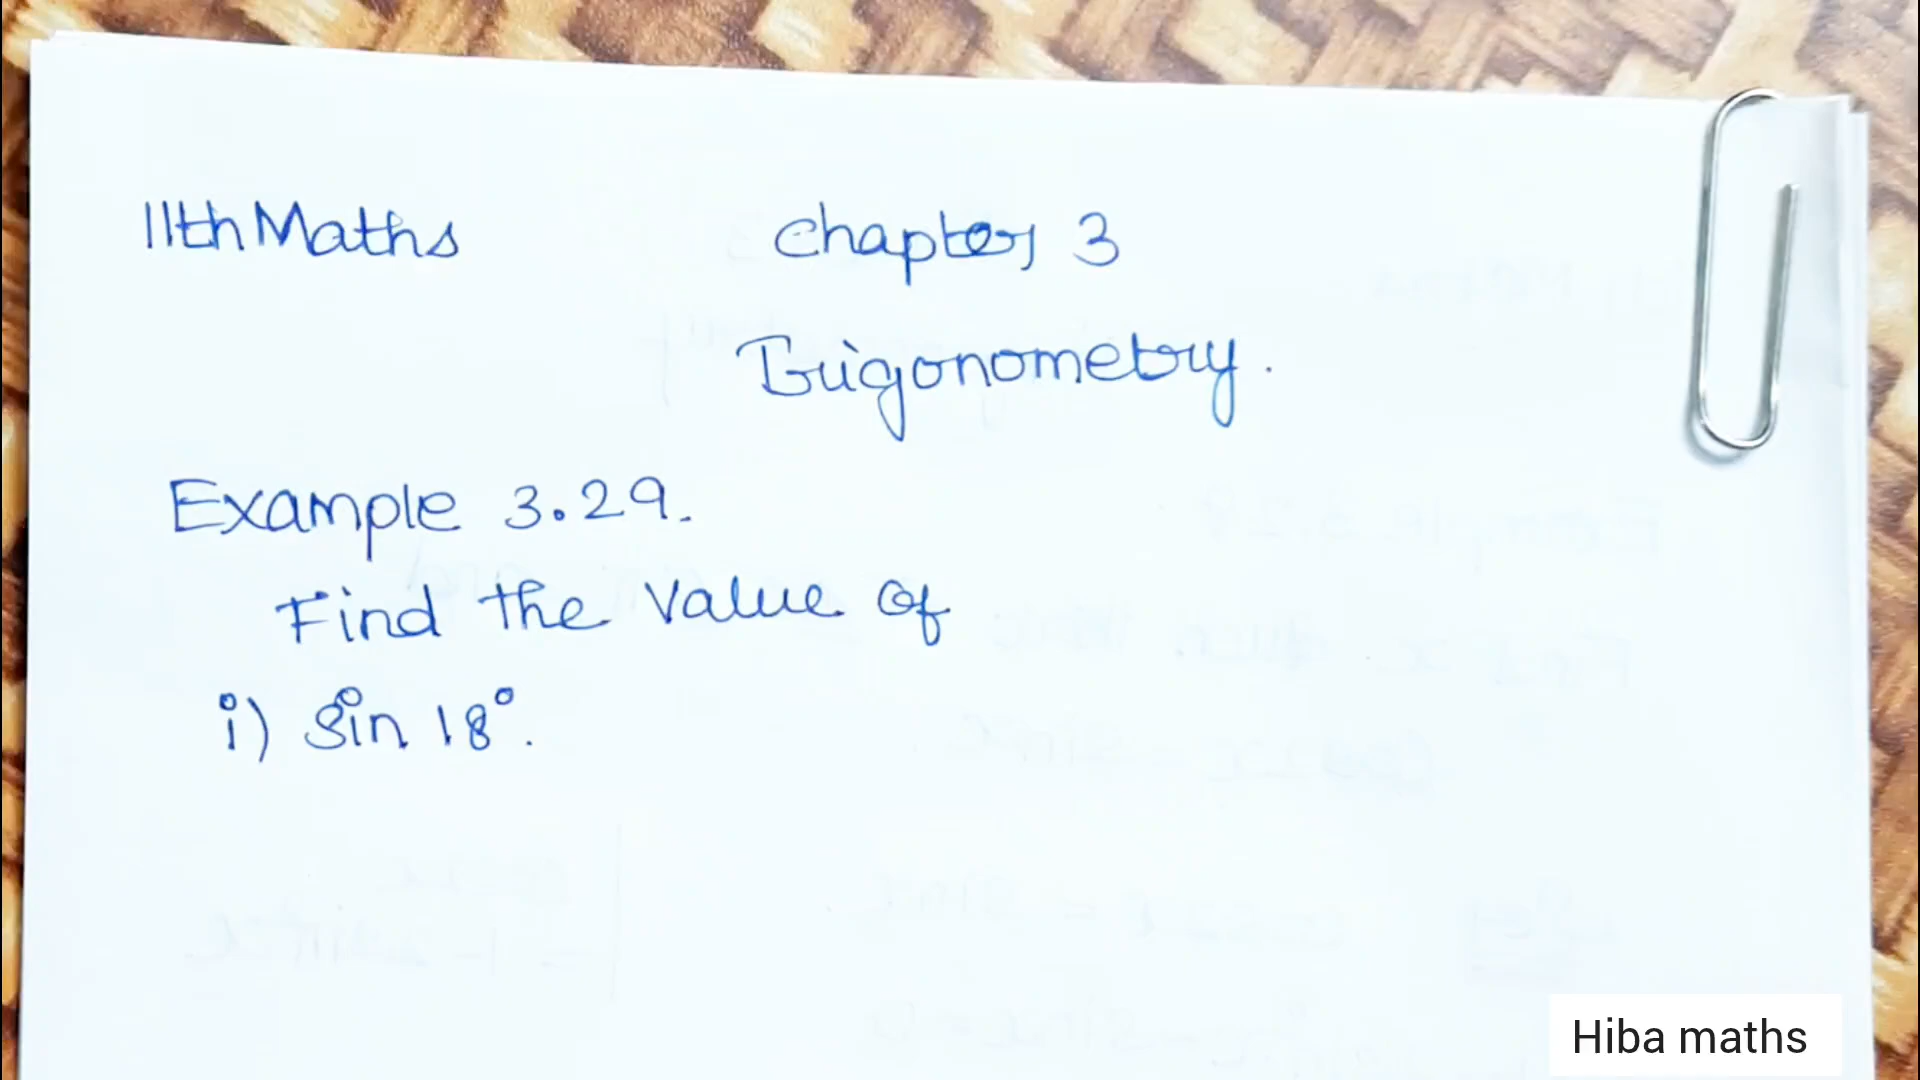 11th Maths Chapter 3
Trigonometry.
Example 3.29.
Find the value of
i) sin 18°.
Hiba maths